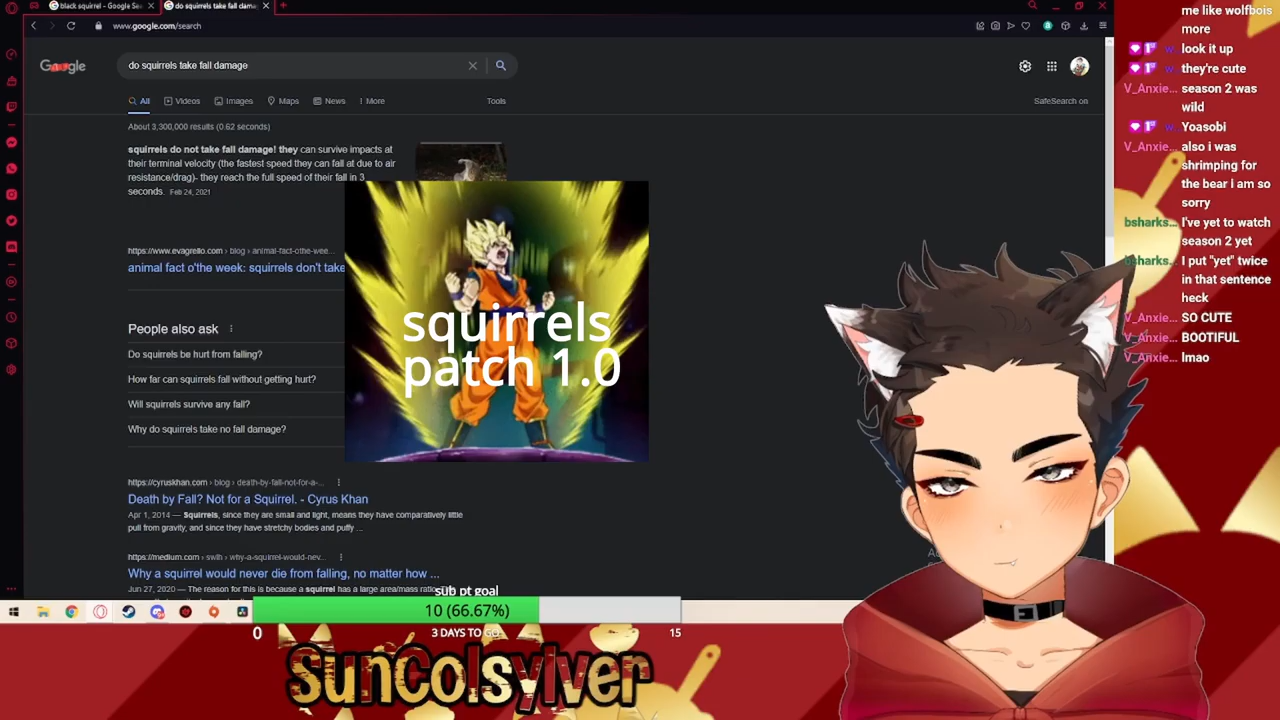 black squirrel - Google Sea
do squirrels take fall dama
www.google.com/search
Google
do squirrels take fall damage
All
Videos
Images
Maps
News
More
Tools
SafeSearch on
About 3,300,000 results (0.62 seconds)
squirrels do not take fall damage! they can survive impacts at
their terminal velocity (the fastest speed they can fall at due to air
resistance/drag)- they reach the full speed of their fall in 3
seconds. Feb 24, 2021
https://www.evagrello.com › blog › animal-fact-othe-wee...
animal fact o'the week: squirrels don't take
People also ask
Do squirrels be hurt from falling?
How far can squirrels fall without getting hurt?
Will squirrels survive any fall?
Why do squirrels take no fall damage?
squirrels
patch 1.0
https://cyruskhan.com › blog › death-by-fall-not-for-a-...
Death by Fall? Not for a Squirrel. - Cyrus Khan
Apr 1, 2014 — Squirrels, since they are small and light, means they have comparatively little
pull from gravity, and since they have stretchy bodies and puffy ...
https://medium.com › swlh › why-a-squirrel-would-nev...
Why a squirrel would never die from falling, no matter how ...
Jun 27, 2020 — The reason for this is because a squirrel has a large area/mass ratio
sub pt goal
10 (66.67%)
0
3 DAYS TO GO
15
SunColsylver
me like wolfbois
more
w... look it up
w... they're cute
V_Anxie... season 2 was
wild
w... Yoasobi
V_Anxie... also i was
shrimping for
the bear i am so
sorry
bsharks... I've yet to watch
season 2 yet
bsharks... I put "yet" twice
in that sentence
heck
V_Anxie... SO CUTE
V_Anxie... BOOTIFUL
V_Anxie... lmao